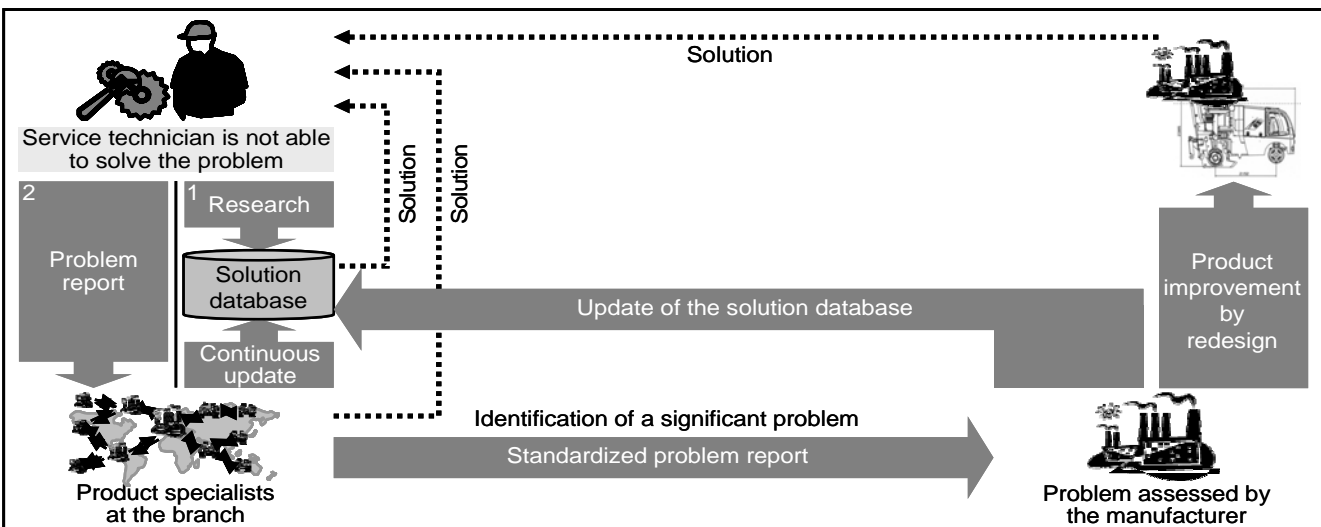 Solution
Service technician is not able
to solve the problem
2
Problem
report
1
Research
Solution
database
Continuous
update
Solution
Solution
Update of the solution database
Product
improvement
by
redesign
Identification of a significant problem
Standardized problem report
Product specialists
at the branch
Problem assessed by
the manufacturer